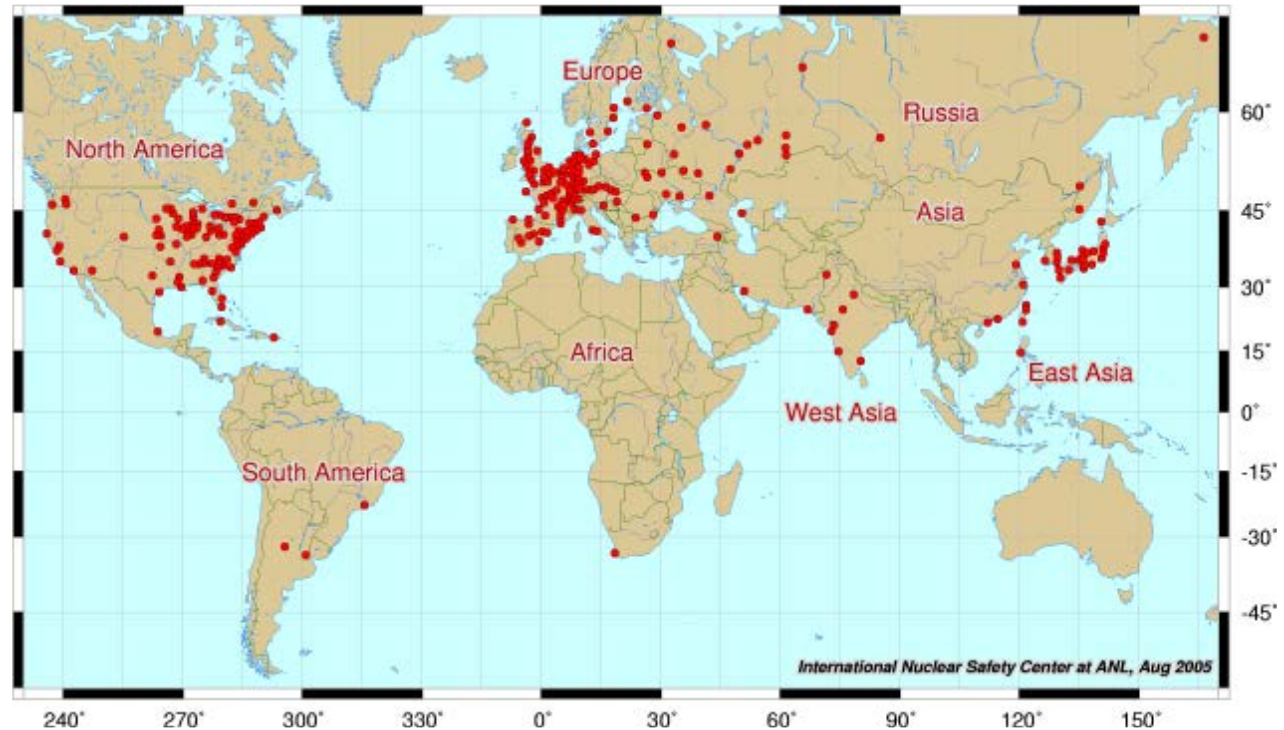 Europe
60°
Russia
North America
45°
Asia
30°
Africa
15°
East Asia
West Asia
0°
South America
-15°
-30°
-45°
International Nuclear Safety Center at ANL, Aug 2005
240° 270° 300° 330° 0° 30° 60° 90° 120° 150°